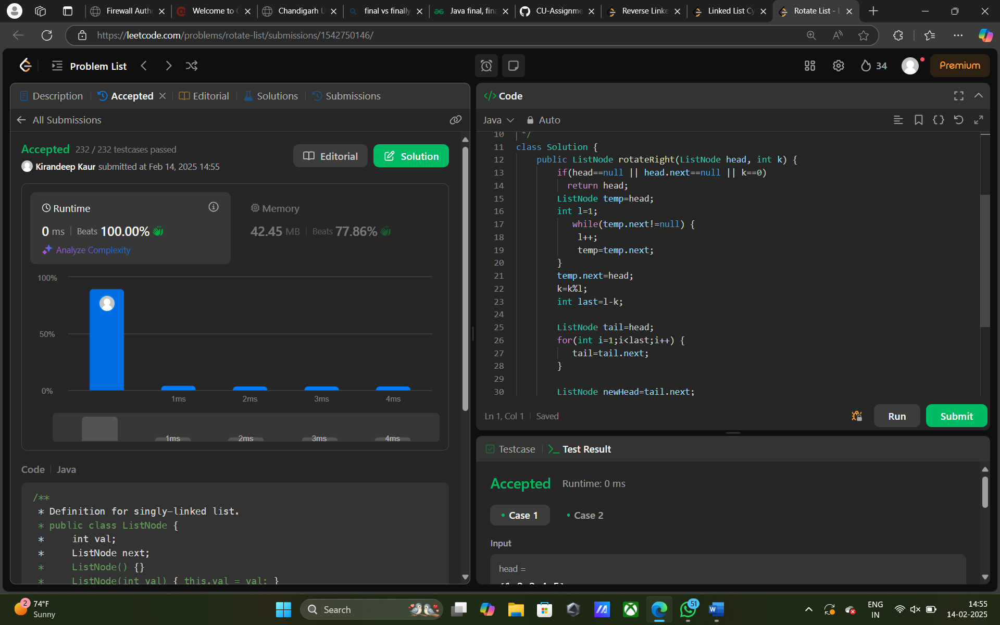 Firewall Auth
Welcome to C
Chandigarh U
final vs finally
Java final, fina
CU-Assignme
Reverse Linke
Linked List Cy
Rotate List - L
https://leetcode.com/problems/rotate-list/submissions/1542750146/
Problem List
34
Premium
Description
Accepted
Editorial
Solutions
Submissions
All Submissions
Accepted 232 / 232 testcases passed
Kirandeep Kaur submitted at Feb 14, 2025 14:55
Editorial
Solution
Runtime
0 ms | Beats 100.00%
Analyze Complexity
Memory
42.45 MB | Beats 77.86%
100%
50%
0%
1ms 2ms 3ms 4ms
1ms 2ms 3ms 4ms
Code | Java
/**
* Definition for singly-linked list.
* public class ListNode {
*     int val;
*     ListNode next;
*     ListNode() {}
*     ListNode(int val) { this.val = val; }
</> Code
Java Auto
10 */
11 class Solution {
12     public ListNode rotateRight(ListNode head, int k) {
13         if(head==null || head.next==null || k==0)
14           return head;
15         ListNode temp=head;
16         int l=1;
17            while(temp.next!=null) {
18             l++;
19             temp=temp.next;
20         }
21         temp.next=head;
22         k=k%l;
23         int last=l-k;
24
25         ListNode tail=head;
26         for(int i=1;i<last;i++) {
27            tail=tail.next;
28         }
29
30         ListNode newHead=tail.next;
Ln 1, Col 1 | Saved
Run
Submit
Testcase
Test Result
Accepted Runtime: 0 ms
Case 1
Case 2
Input
head =
[1,2,3,4,5]
2
74°F
Sunny
Search
51
ENG
IN
14:55
14-02-2025